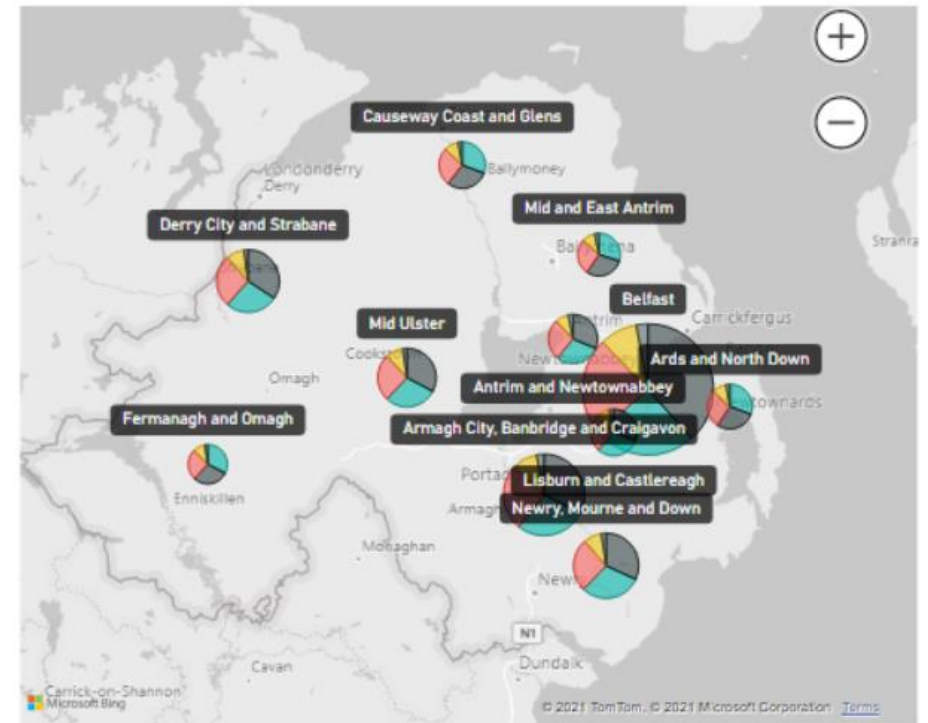 +
−
Causeway Coast and Glens
Londonderry
Derry
Ballymoney
Mid and East Antrim
Derry City and Strabane
Stranra
Belfast
Mid Ulster
Carrickfergus
Ards and North Down
Omagh
Antrim and Newtownabbey
Fermanagh and Omagh
Armagh City, Banbridge and Craigavon
Lisburn and Castlereagh
Enniskillen
Newry, Mourne and Down
Armagh
Monaghan
N1
Dundalk
Cavan
Carrick-on-Shannon
Microsoft Bing
© 2021 TomTom, © 2021 Microsoft Corporation Terms